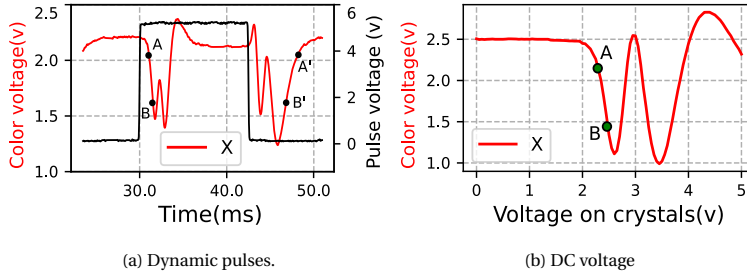 Color voltage(v)
2.5
2.0
1.5
1.0
A
B
A'
B'
X
6
4
2
0
Pulse voltage (v)
30.0
40.0
50.0
Time(ms)
(a) Dynamic pulses.
Color voltage(v)
2.5
2.0
1.5
1.0
A
B
X
0
1
2
3
4
5
Voltage on crystals(v)
(b) DC voltage